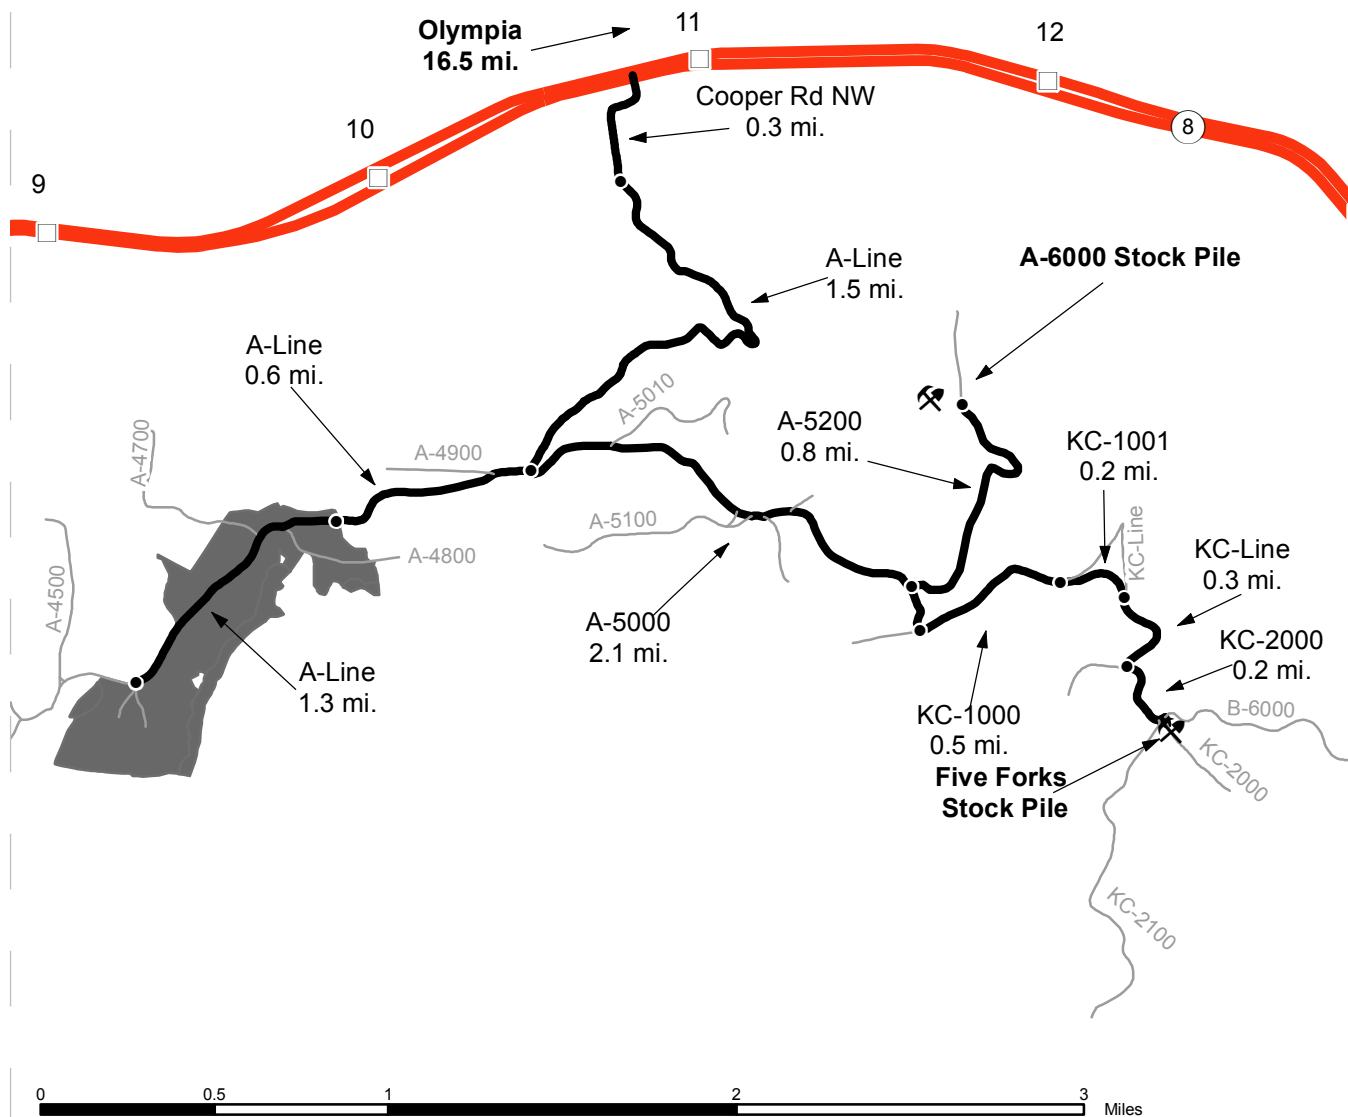 Olympia
16.5 mi.
11
12
Cooper Rd NW
0.3 mi.
10
8
9
A-Line
1.5 mi.
A-6000 Stock Pile
A-Line
0.6 mi.
A-5010
A-4700
A-4900
A-5200
0.8 mi.
KC-1001
0.2 mi.
A-5100
A-4800
KC-Line
KC-Line
0.3 mi.
A-4500
A-5000
2.1 mi.
A-Line
1.3 mi.
KC-2000
0.2 mi.
KC-1000
0.5 mi.
B-6000
Five Forks
Stock Pile
KC-2000
KC-2100
0
0.5
1
2
3
Miles